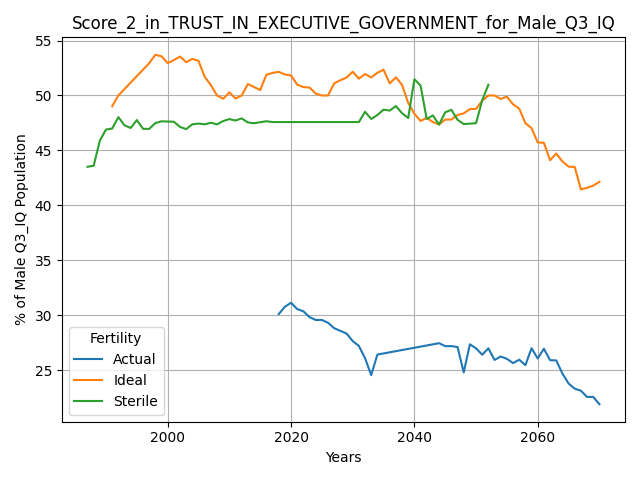 Score_2_in_TRUST_IN_EXECUTIVE_GOVERNMENT_for_Male_Q3_IQ
55
50
45
40
35
30
25
% of Male Q3_IQ Population
Fertility
Actual
Ideal
Sterile
2000
2020
2040
2060
Years